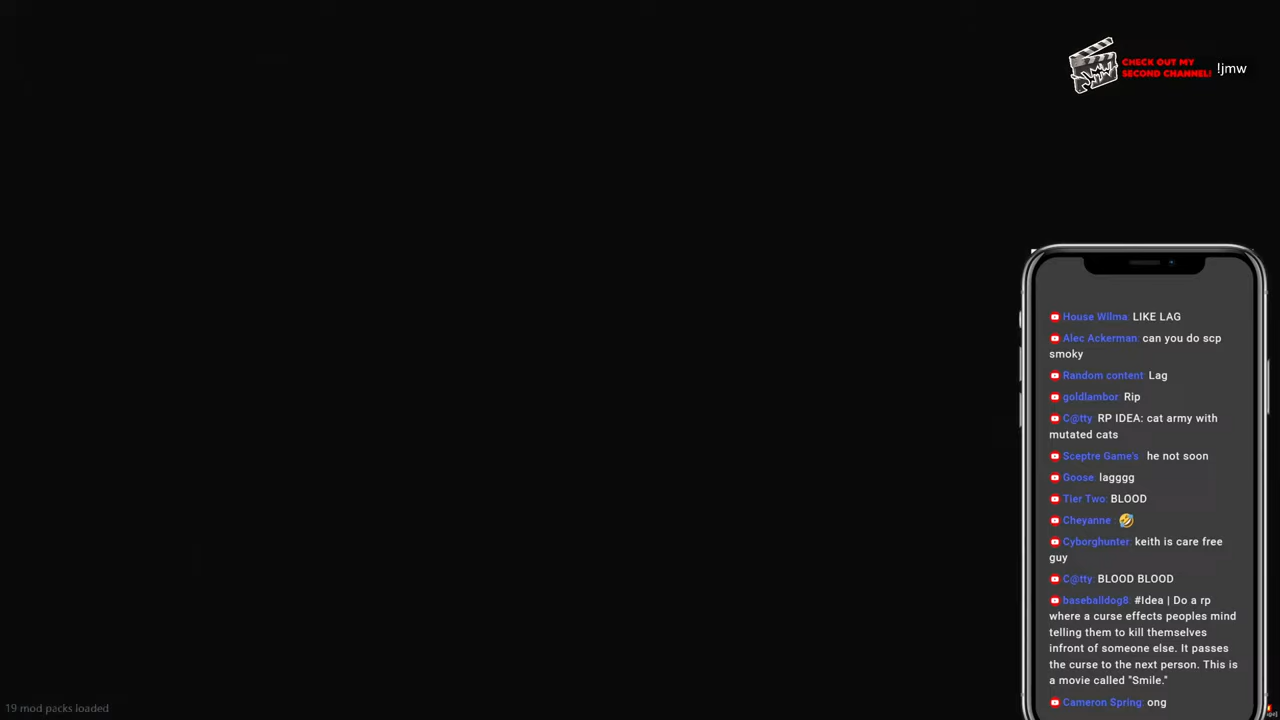 CHECK OUT MY
SECOND CHANNEL! !jmw
House Wilma: LIKE LAG
Alec Ackerman: can you do scp
smoky
Random content: Lag
goldlambor: Rip
C@tty: RP IDEA: cat army with
mutated cats
Sceptre Game's he not soon
Goose: lagggg
Tier Two: BLOOD
Cheyanne : 🤣
Cyborghunter: keith is care free
guy
C@tty: BLOOD BLOOD
baseballdog8: #Idea | Do a rp
where a curse effects peoples mind
telling them to kill themselves
infront of someone else. It passes
the curse to the next person. This is
a movie called "Smile."
Cameron Spring: ong
19 mod packs loaded